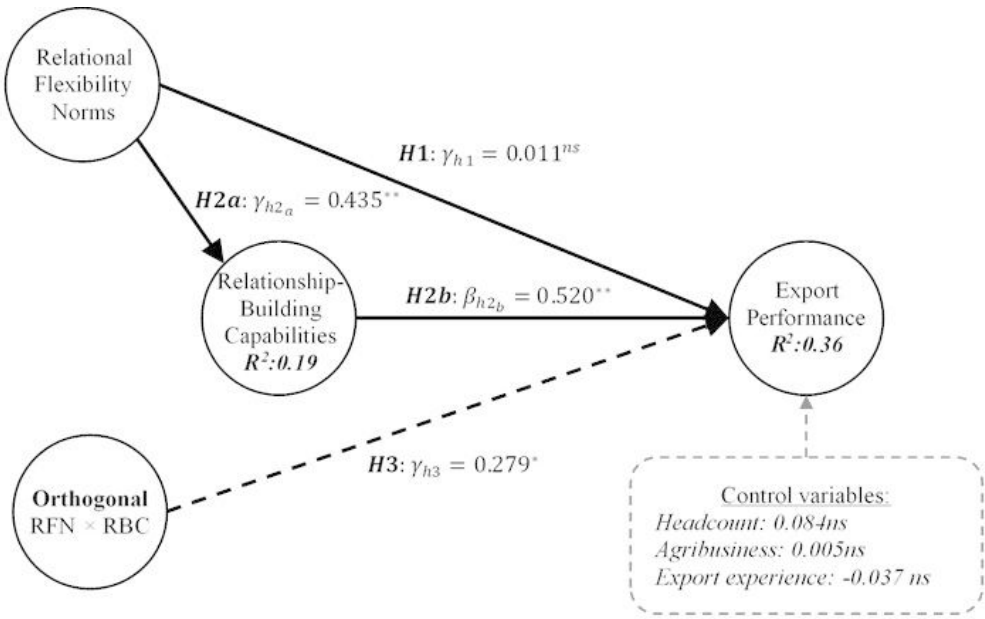 Relational
Flexibility
Norms
H1: γh1 = 0.011ns
H2a: γh2a = 0.435**
Relationship-
Building
Capabilities
R²:0.19
H2b: βh2b = 0.520**
Export
Performance
R²:0.36
H3: γh3 = 0.279*
Orthogonal
RFN × RBC
Control variables:
Headcount: 0.084ns
Agribusiness: 0.005ns
Export experience: -0.037 ns